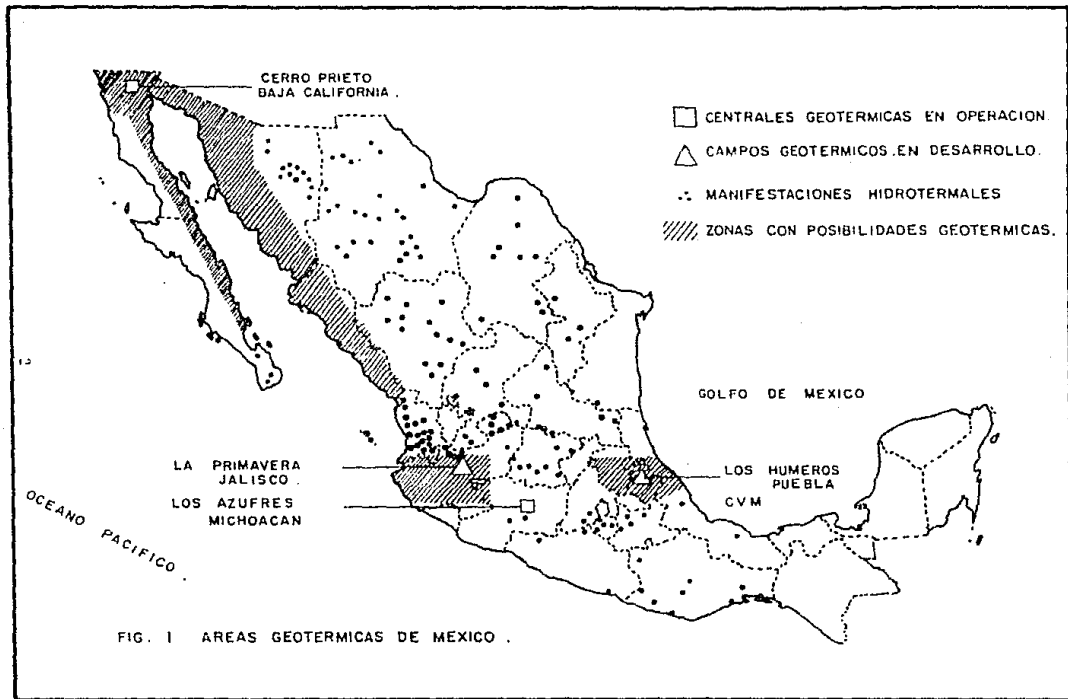 CERRO PRIETO
BAJA CALIFORNIA .
CENTRALES GEOTERMICAS EN OPERACION.
CAMPOS GEOTERMICOS.EN DESARROLLO.
MANIFESTACIONES HIDROTERMALES
ZONAS CON POSIBILIDADES GEOTERMICAS.
GOLFO DE MEXICO
LA PRIMAVERA
JALISCO .
LOS AZUFRES
MICHOACAN
LOS HUMEROS
PUEBLA
CVM
OCEANO PACIFICO .
FIG. 1 AREAS GEOTERMICAS DE MEXICO .